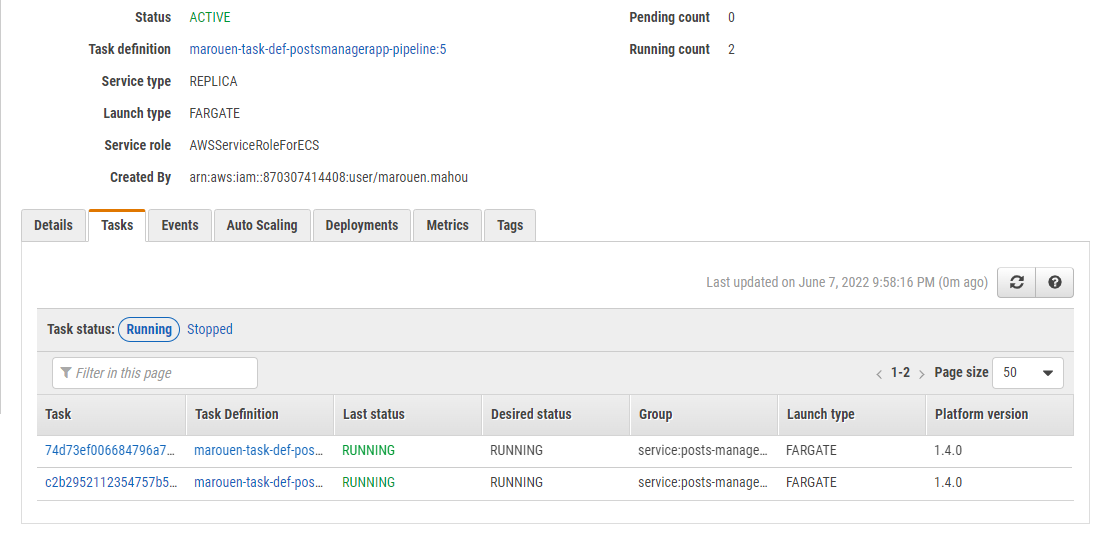 Status ACTIVE Pending count 0
Task definition marouen-task-def-postsmanagerapp-pipeline:5 Running count 2
Service type REPLICA
Launch type FARGATE
Service role AWSServiceRoleForECS
Created By arn:aws:iam::870307414408:user/marouen.mahou
Details Tasks Events Auto Scaling Deployments Metrics Tags
Last updated on June 7, 2022 9:58:16 PM (0m ago)
Task status: Running Stopped
Filter in this page 1-2 Page size 50
Task Task Definition Last status Desired status Group Launch type Platform version
74d73ef006684796a7... marouen-task-def-pos... RUNNING RUNNING service:posts-manage... FARGATE 1.4.0
c2b2952112354757b5... marouen-task-def-pos... RUNNING RUNNING service:posts-manage... FARGATE 1.4.0